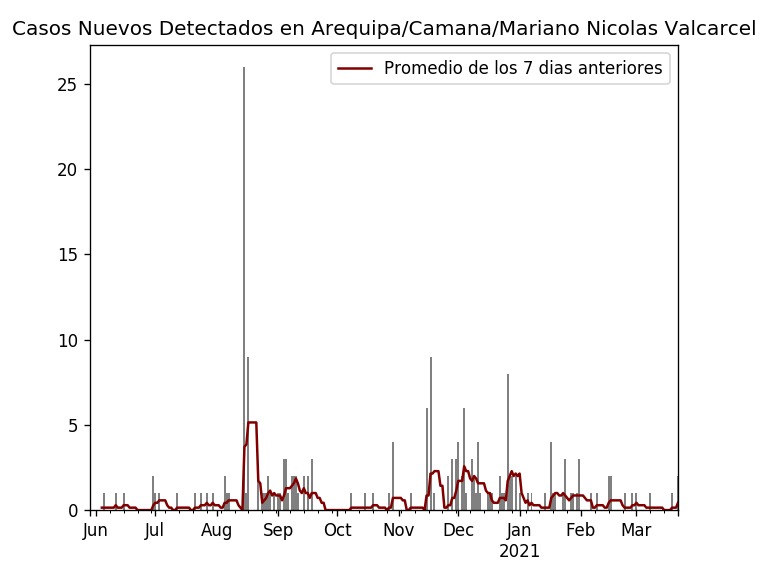 Casos Nuevos Detectados en Arequipa/Camana/Mariano Nicolas Valcarcel
Promedio de los 7 dias anteriores
25
20
15
10
5
0
Jun Jul Aug Sep Oct Nov Dec Jan Feb Mar
2021